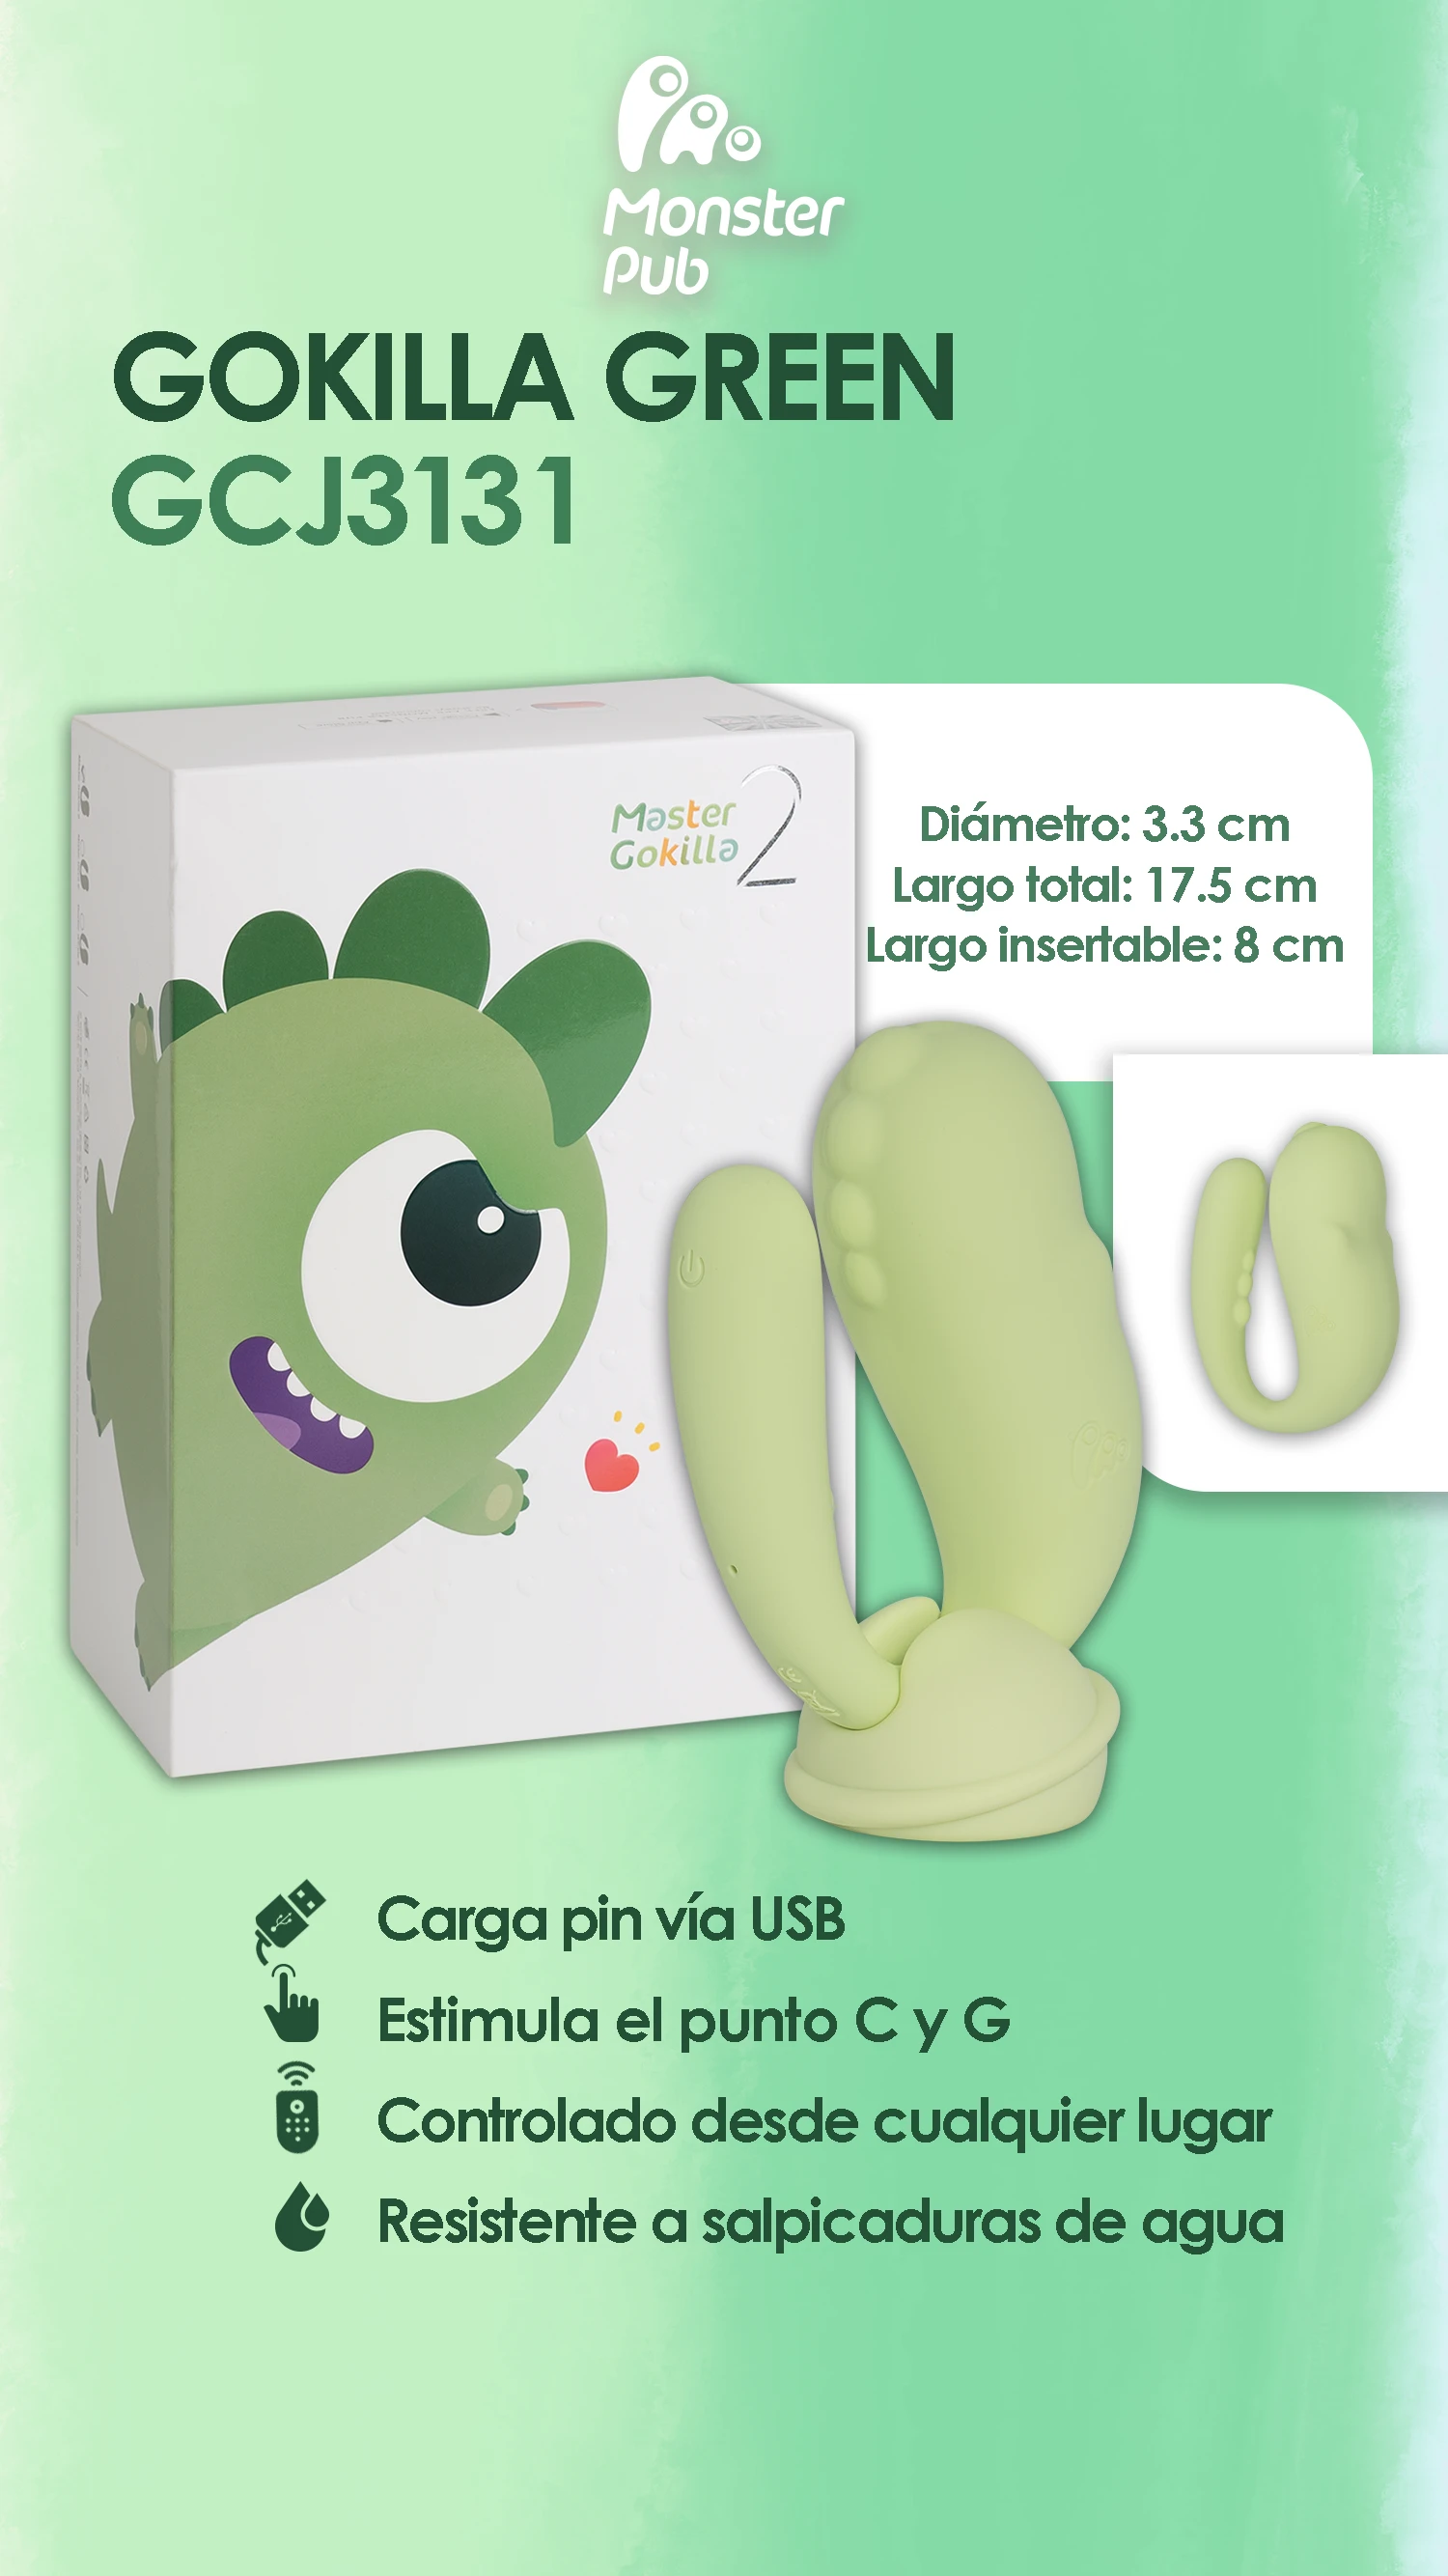 Monster
Pub
GOKILLA GREEN
GCJ3131
Master
Gokilla 2
Diámetro: 3.3 cm
Largo total: 17.5 cm
Largo insertable: 8 cm
Carga pin vía USB
Estimula el punto C y G
Controlado desde cualquier lugar
Resistente a salpicaduras de agua